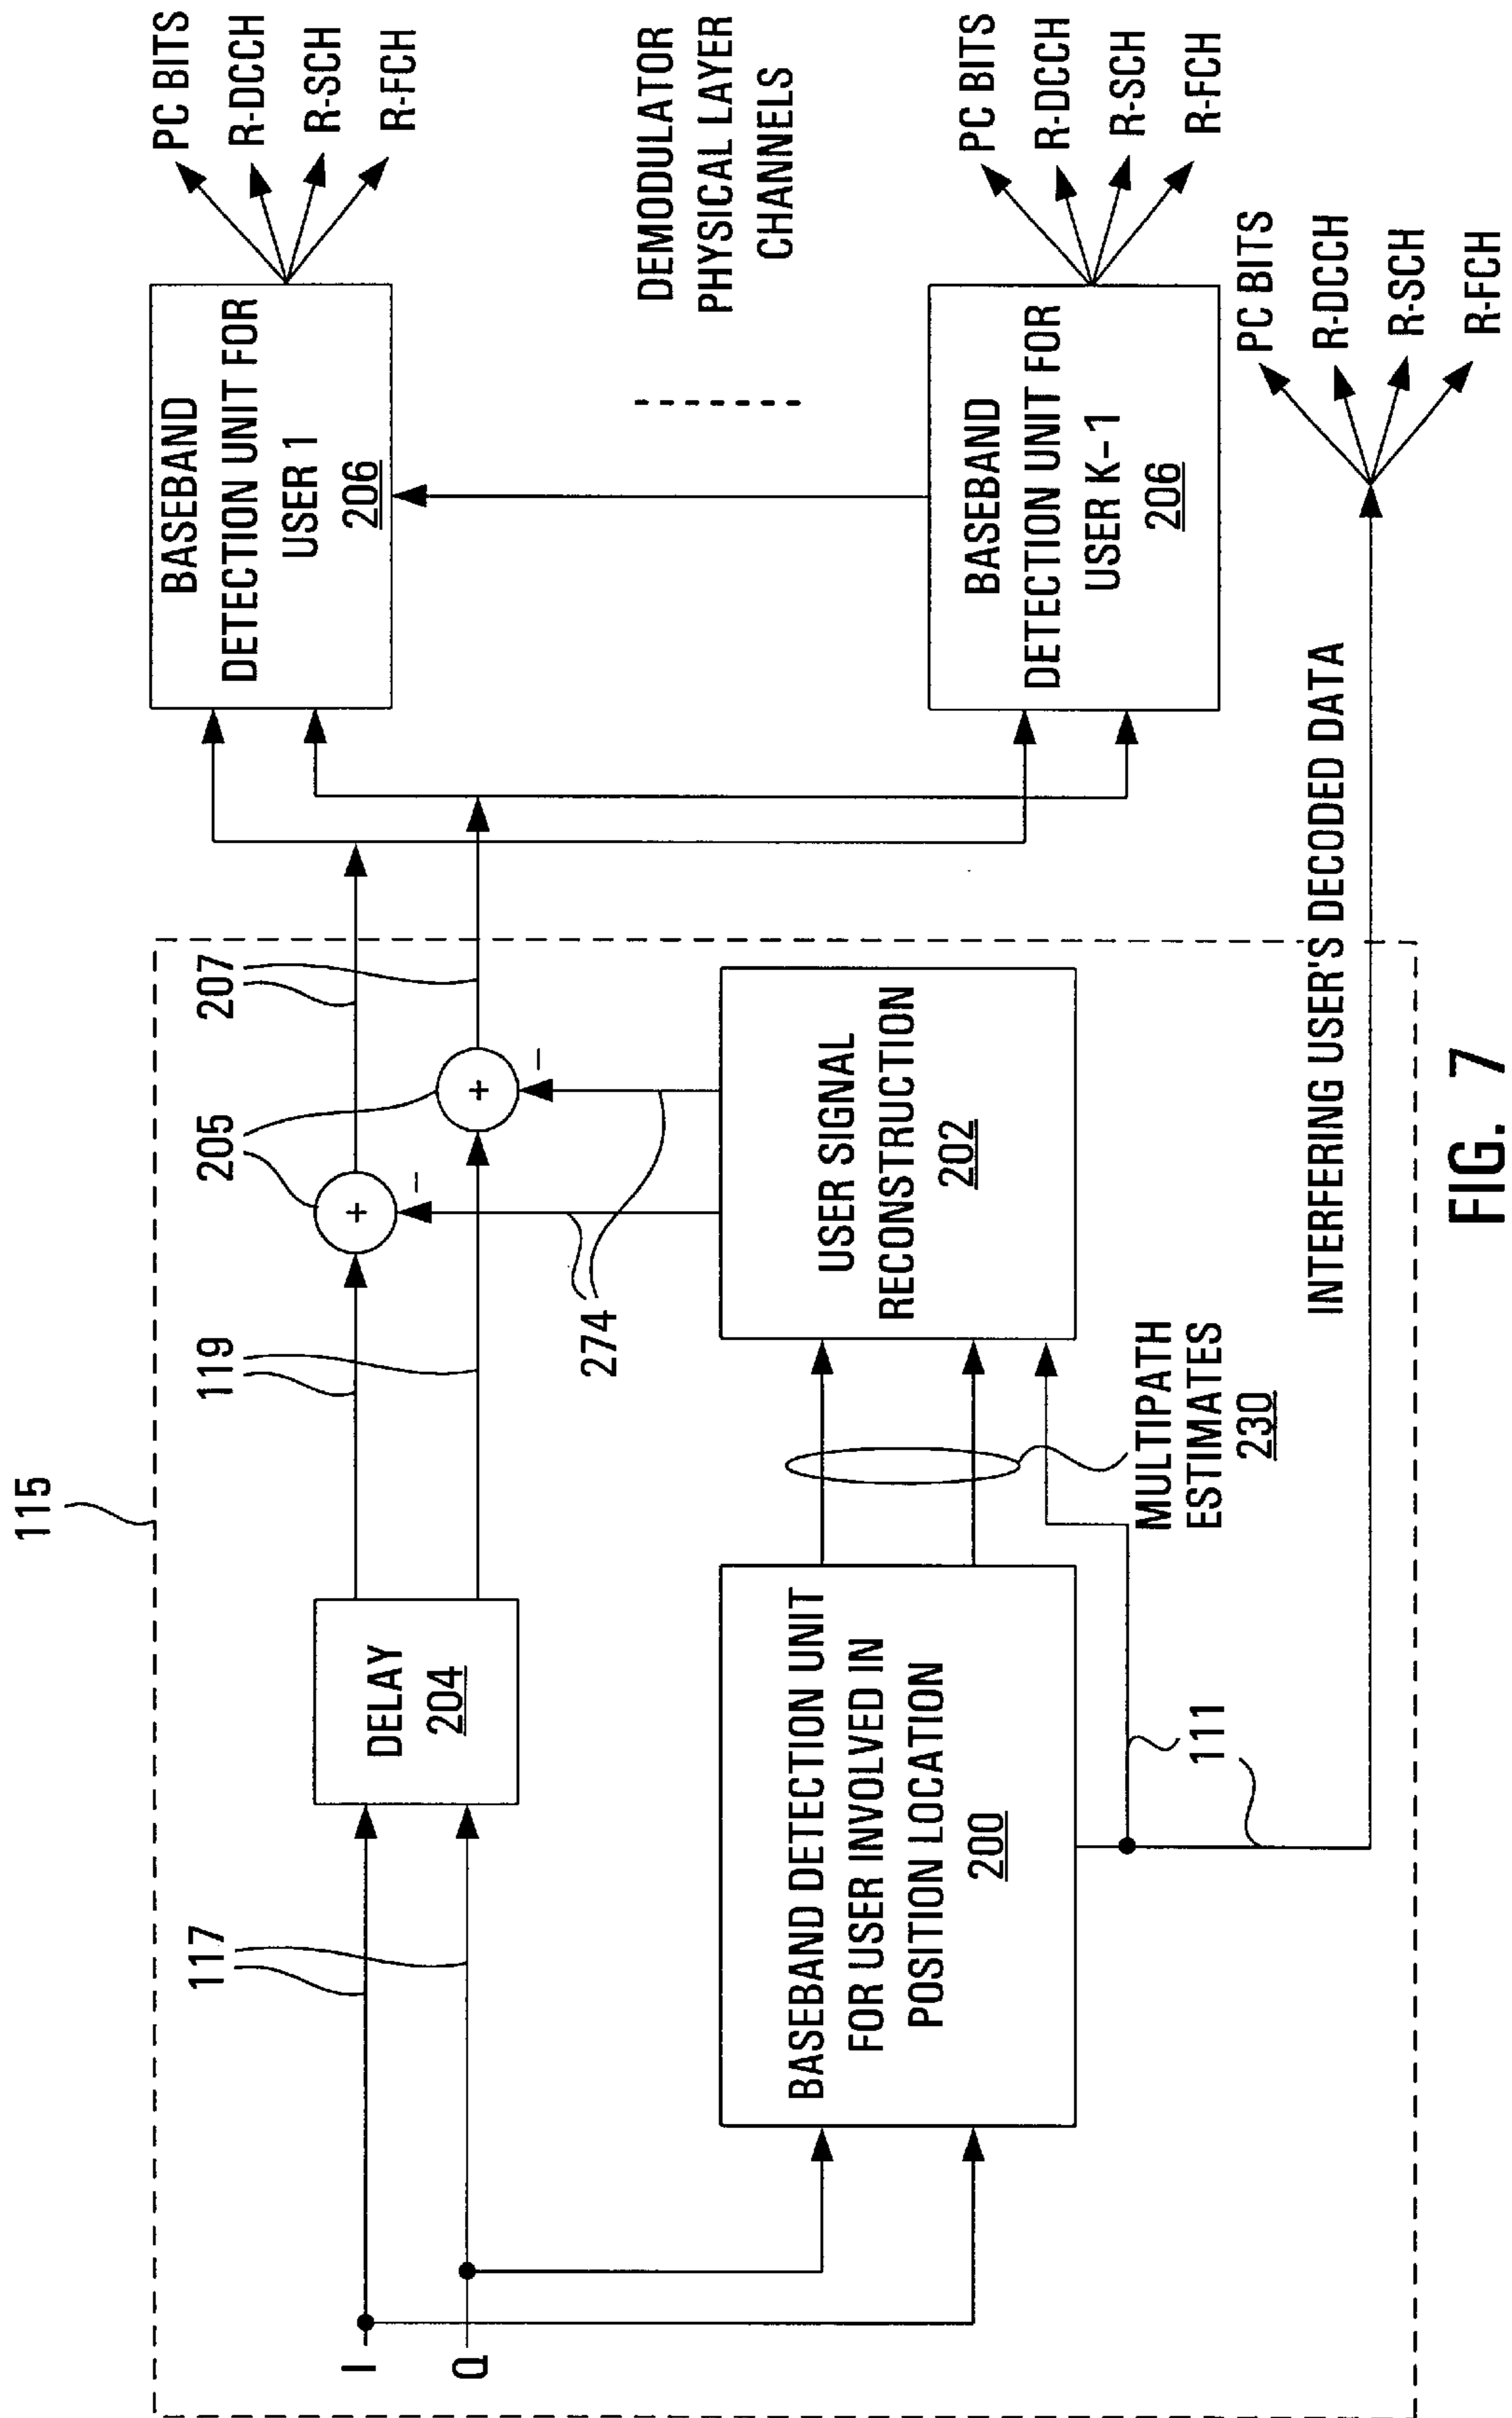 115
117
I
Q
DELAY
204
119
205
207
+
−
+
−
274
BASEBAND DETECTION UNIT
FOR USER INVOLVED IN
POSITION LOCATION
200
111
MULTIPATH
ESTIMATES
230
USER SIGNAL
RECONSTRUCTION
202
INTERFERING USER'S DECODED DATA
BASEBAND
DETECTION UNIT FOR
USER 1
206
PC BITS
R-DCCH
R-SCH
R-FCH
DEMODULATOR
PHYSICAL LAYER
CHANNELS
BASEBAND
DETECTION UNIT FOR
USER K-1
206
PC BITS
R-DCCH
R-SCH
R-FCH
PC BITS
R-DCCH
R-SCH
R-FCH
FIG. 7